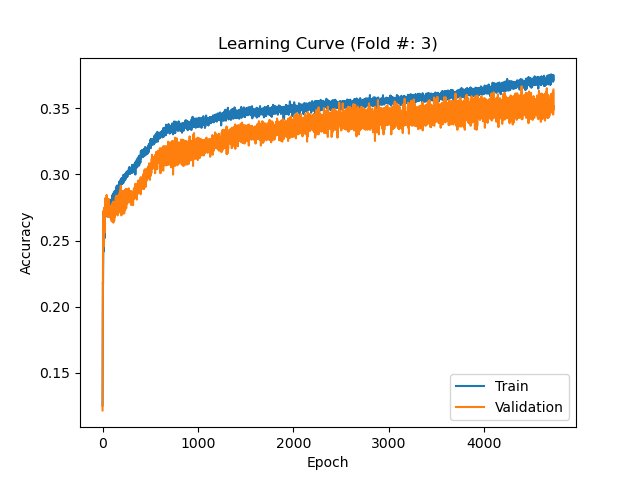 Learning Curve (Fold #: 3)
Accuracy
0.35
0.30
0.25
0.20
0.15
0
1000
2000
3000
4000
Epoch
Train
Validation